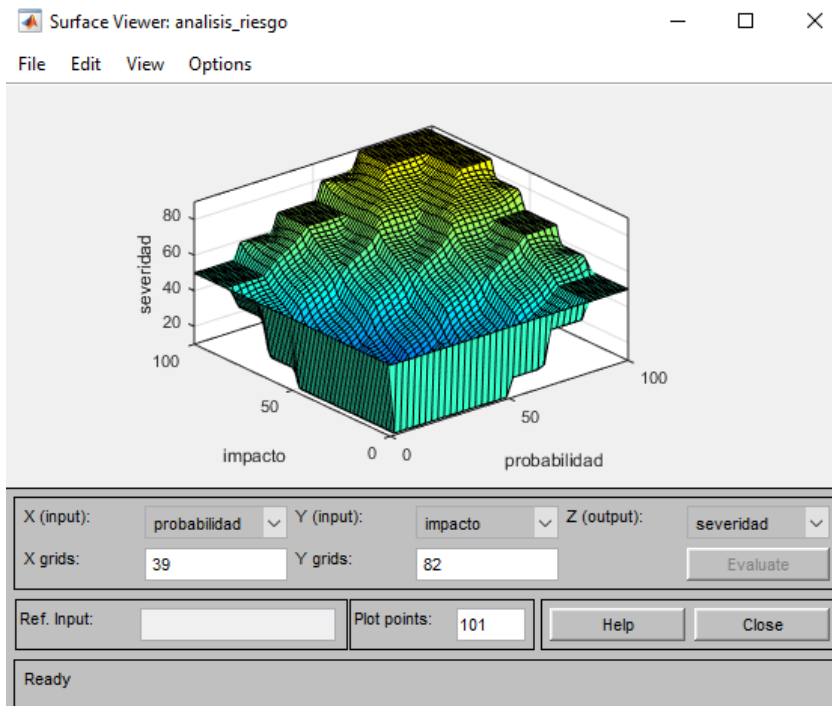 Surface Viewer: analisis_riesgo
File Edit View Options
80
60
40
20
severidad
100
50
0
impacto
0
50
100
probabilidad
X (input): probabilidad Y (input): impacto Z (output): severidad
X grids: 39 Y grids: 82 Evaluate
Ref. Input: Plot points: 101 Help Close
Ready